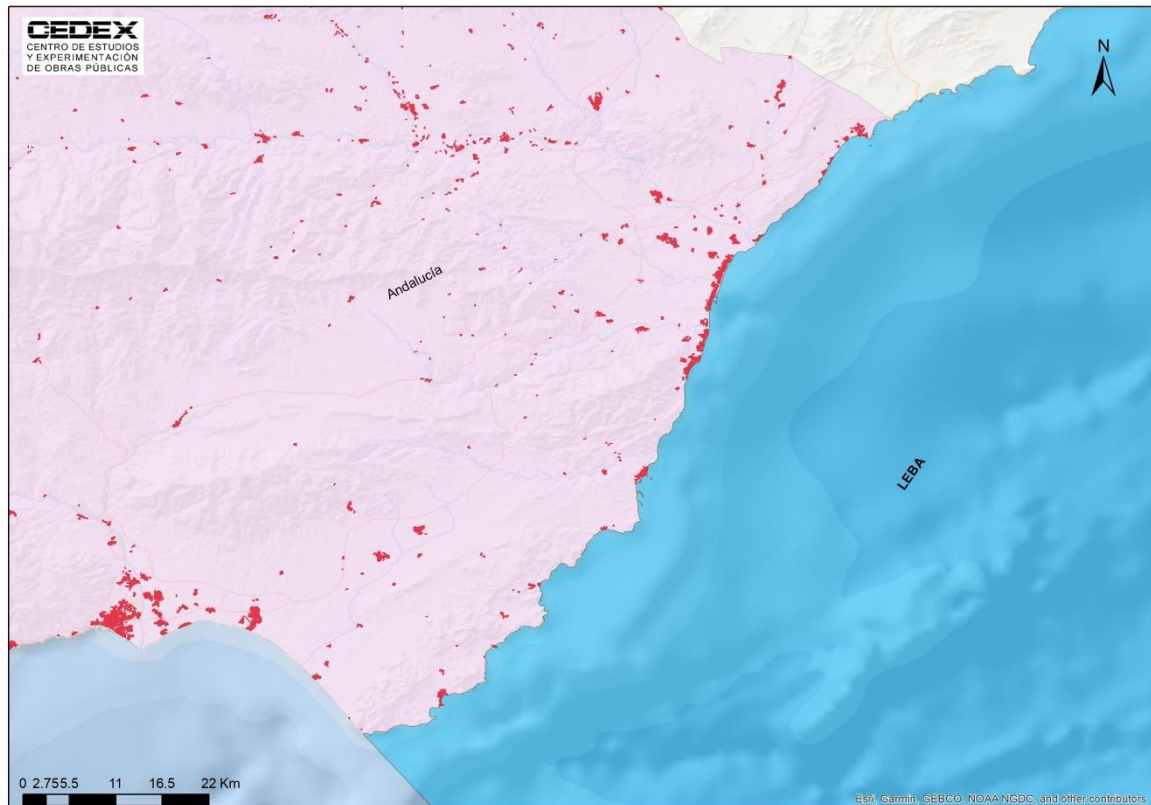 CEDEX
CENTRO DE ESTUDIOS
Y EXPERIMENTACIÓN
DE OBRAS PÚBLICAS
N
Andalucía
LEBA
0 2.755.5 11 16.5 22 Km
Esri, Garmin, GEBCO, NOAA NGDC, and other contributors